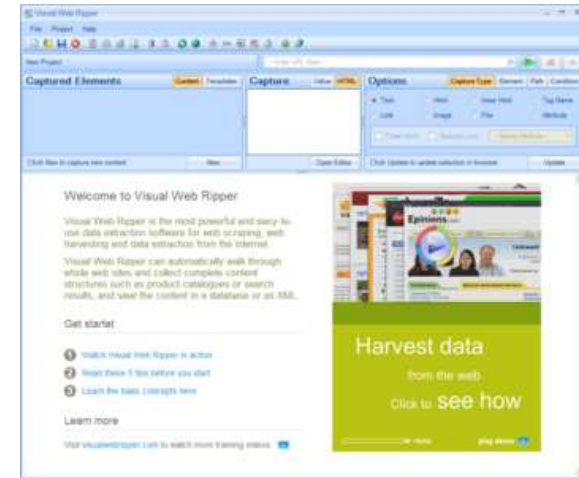 Visual Web Ripper
File Project Help
New Project
Captured Elements Content Templates Capture Value HTML Options Capture Type Element Path Condition
Text Html Inner Html Tag Name
Link Image File Attribute
Click New to capture new content New Open Editor Click Update to update selection in browser Update
Welcome to Visual Web Ripper
Visual Web Ripper is the most powerful and easy-to-
use data extraction software for web scraping, web
harvesting and data extraction from the internet.
Visual Web Ripper can automatically walk through
whole web sites and collect complete content
structures such as product catalogues or search
results, and save the content in a database or as XML.
Get startet
1 Watch Visual Web Ripper in action
2 Read these 5 tips before you start
3 Learn the basic concepts here
Learn more
Visit visualwebripper.com to watch more training videos
Epinions
Harvest data
from the web
Click to see how
play demo